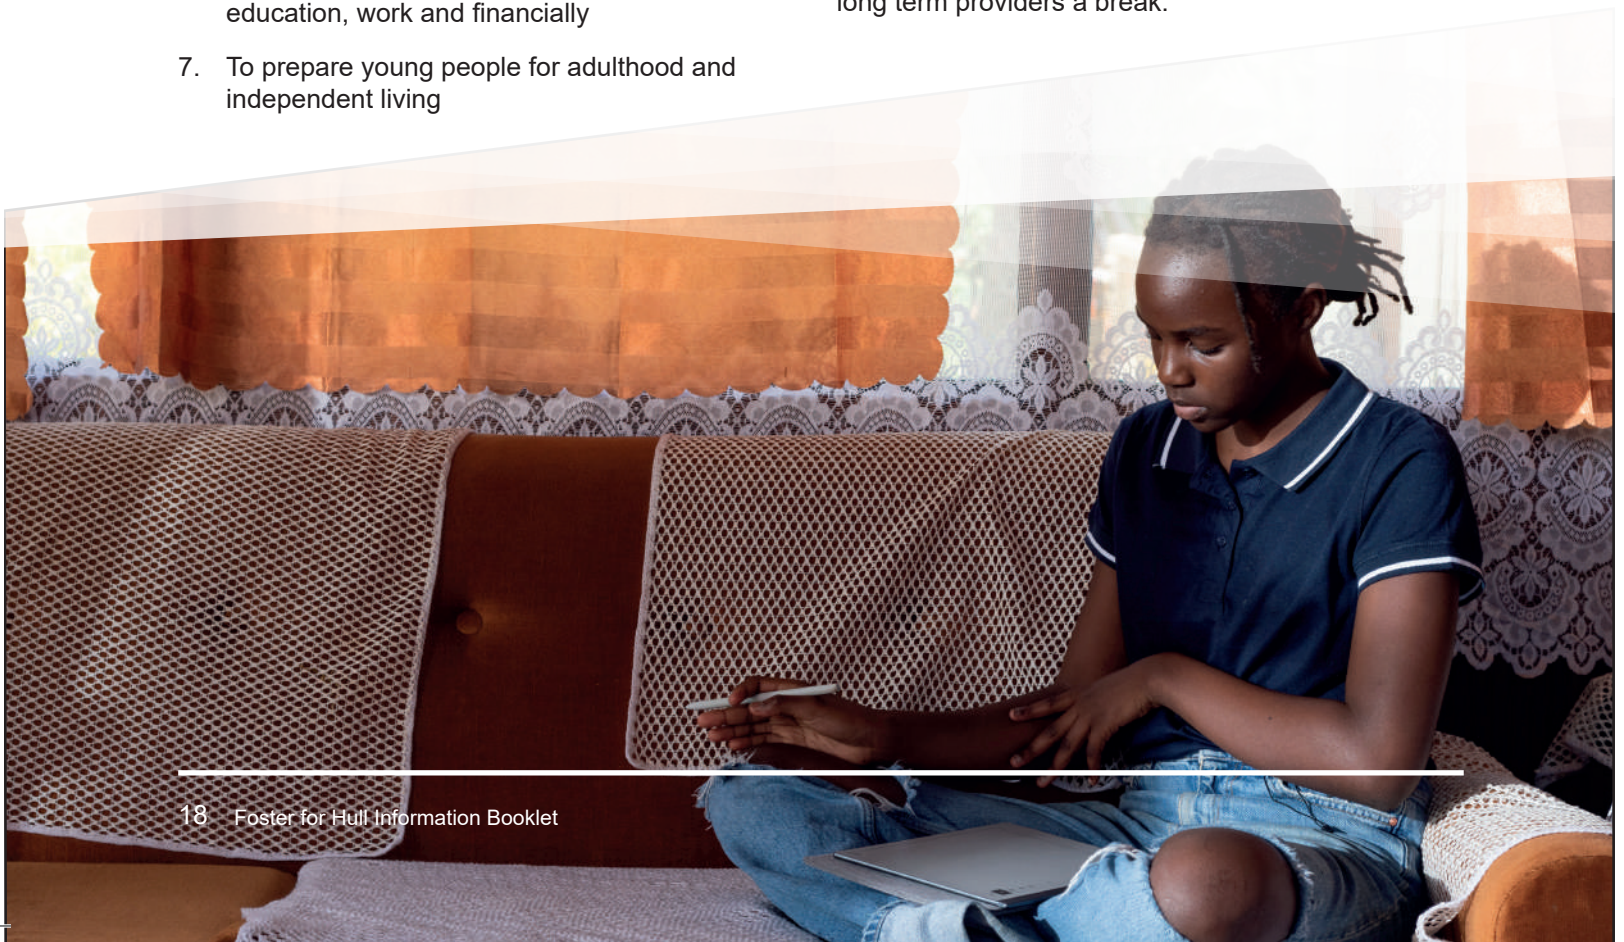 education, work and financially
7. To prepare young people for adulthood and
independent living
long term providers a break.
18 Foster for Hull Information Booklet